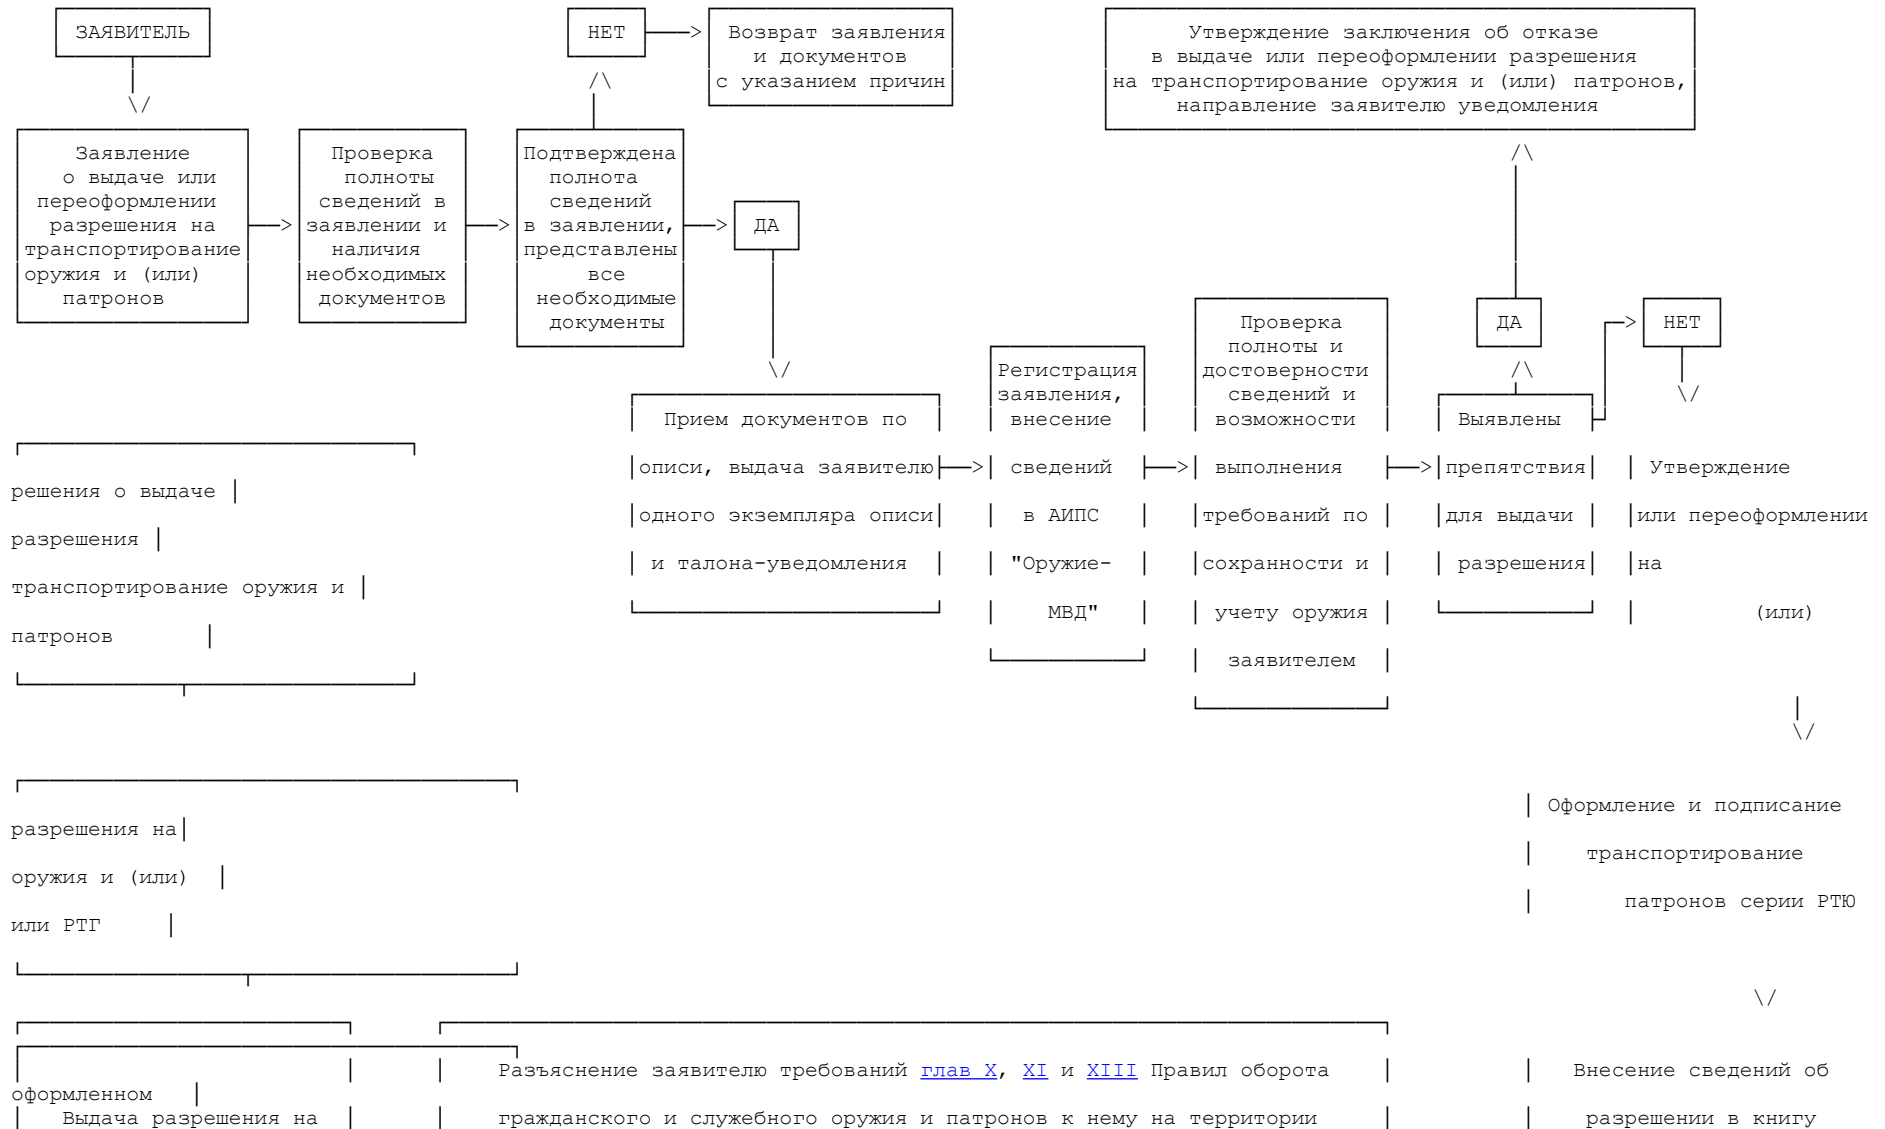 ЗАЯВИТЕЛЬ
НЕТ
Возврат заявления
и документов
с указанием причин
Утверждение заключения об отказе
в выдаче или переоформлении разрешения
на транспортирование оружия и (или) патронов,
направление заявителю уведомления
Заявление
о выдаче или
переоформлении
разрешения на
транспортирование
оружия и (или)
патронов
Проверка
полноты
сведений в
заявлении и
наличия
необходимых
документов
Подтверждена
полнота
сведений
в заявлении,
представлены
все
необходимые
документы
ДА
Прием документов по
описи, выдача заявителю
одного экземпляра описи
и талона-уведомления
Регистрация
заявления,
внесение
сведений
в АИПС
"Оружие-
МВД"
Проверка
полноты и
достоверности
сведений и
возможности
выполнения
требований по
сохранности и
учету оружия
заявителем
ДА
НЕТ
Выявлены
препятствия
для выдачи
разрешения
Утверждение
решения о выдаче
или переоформлении
разрешения
на
транспортирование оружия и
(или)
патронов
Оформление и подписание
разрешения на
транспортирование
оружия и (или)
патронов серии РТЮ
или РТГ
Разъяснение заявителю требований глав X, XI и XIII Правил оборота
Внесение сведений об
оформленном
Выдача разрешения на
гражданского и служебного оружия и патронов к нему на территории
разрешении в книгу